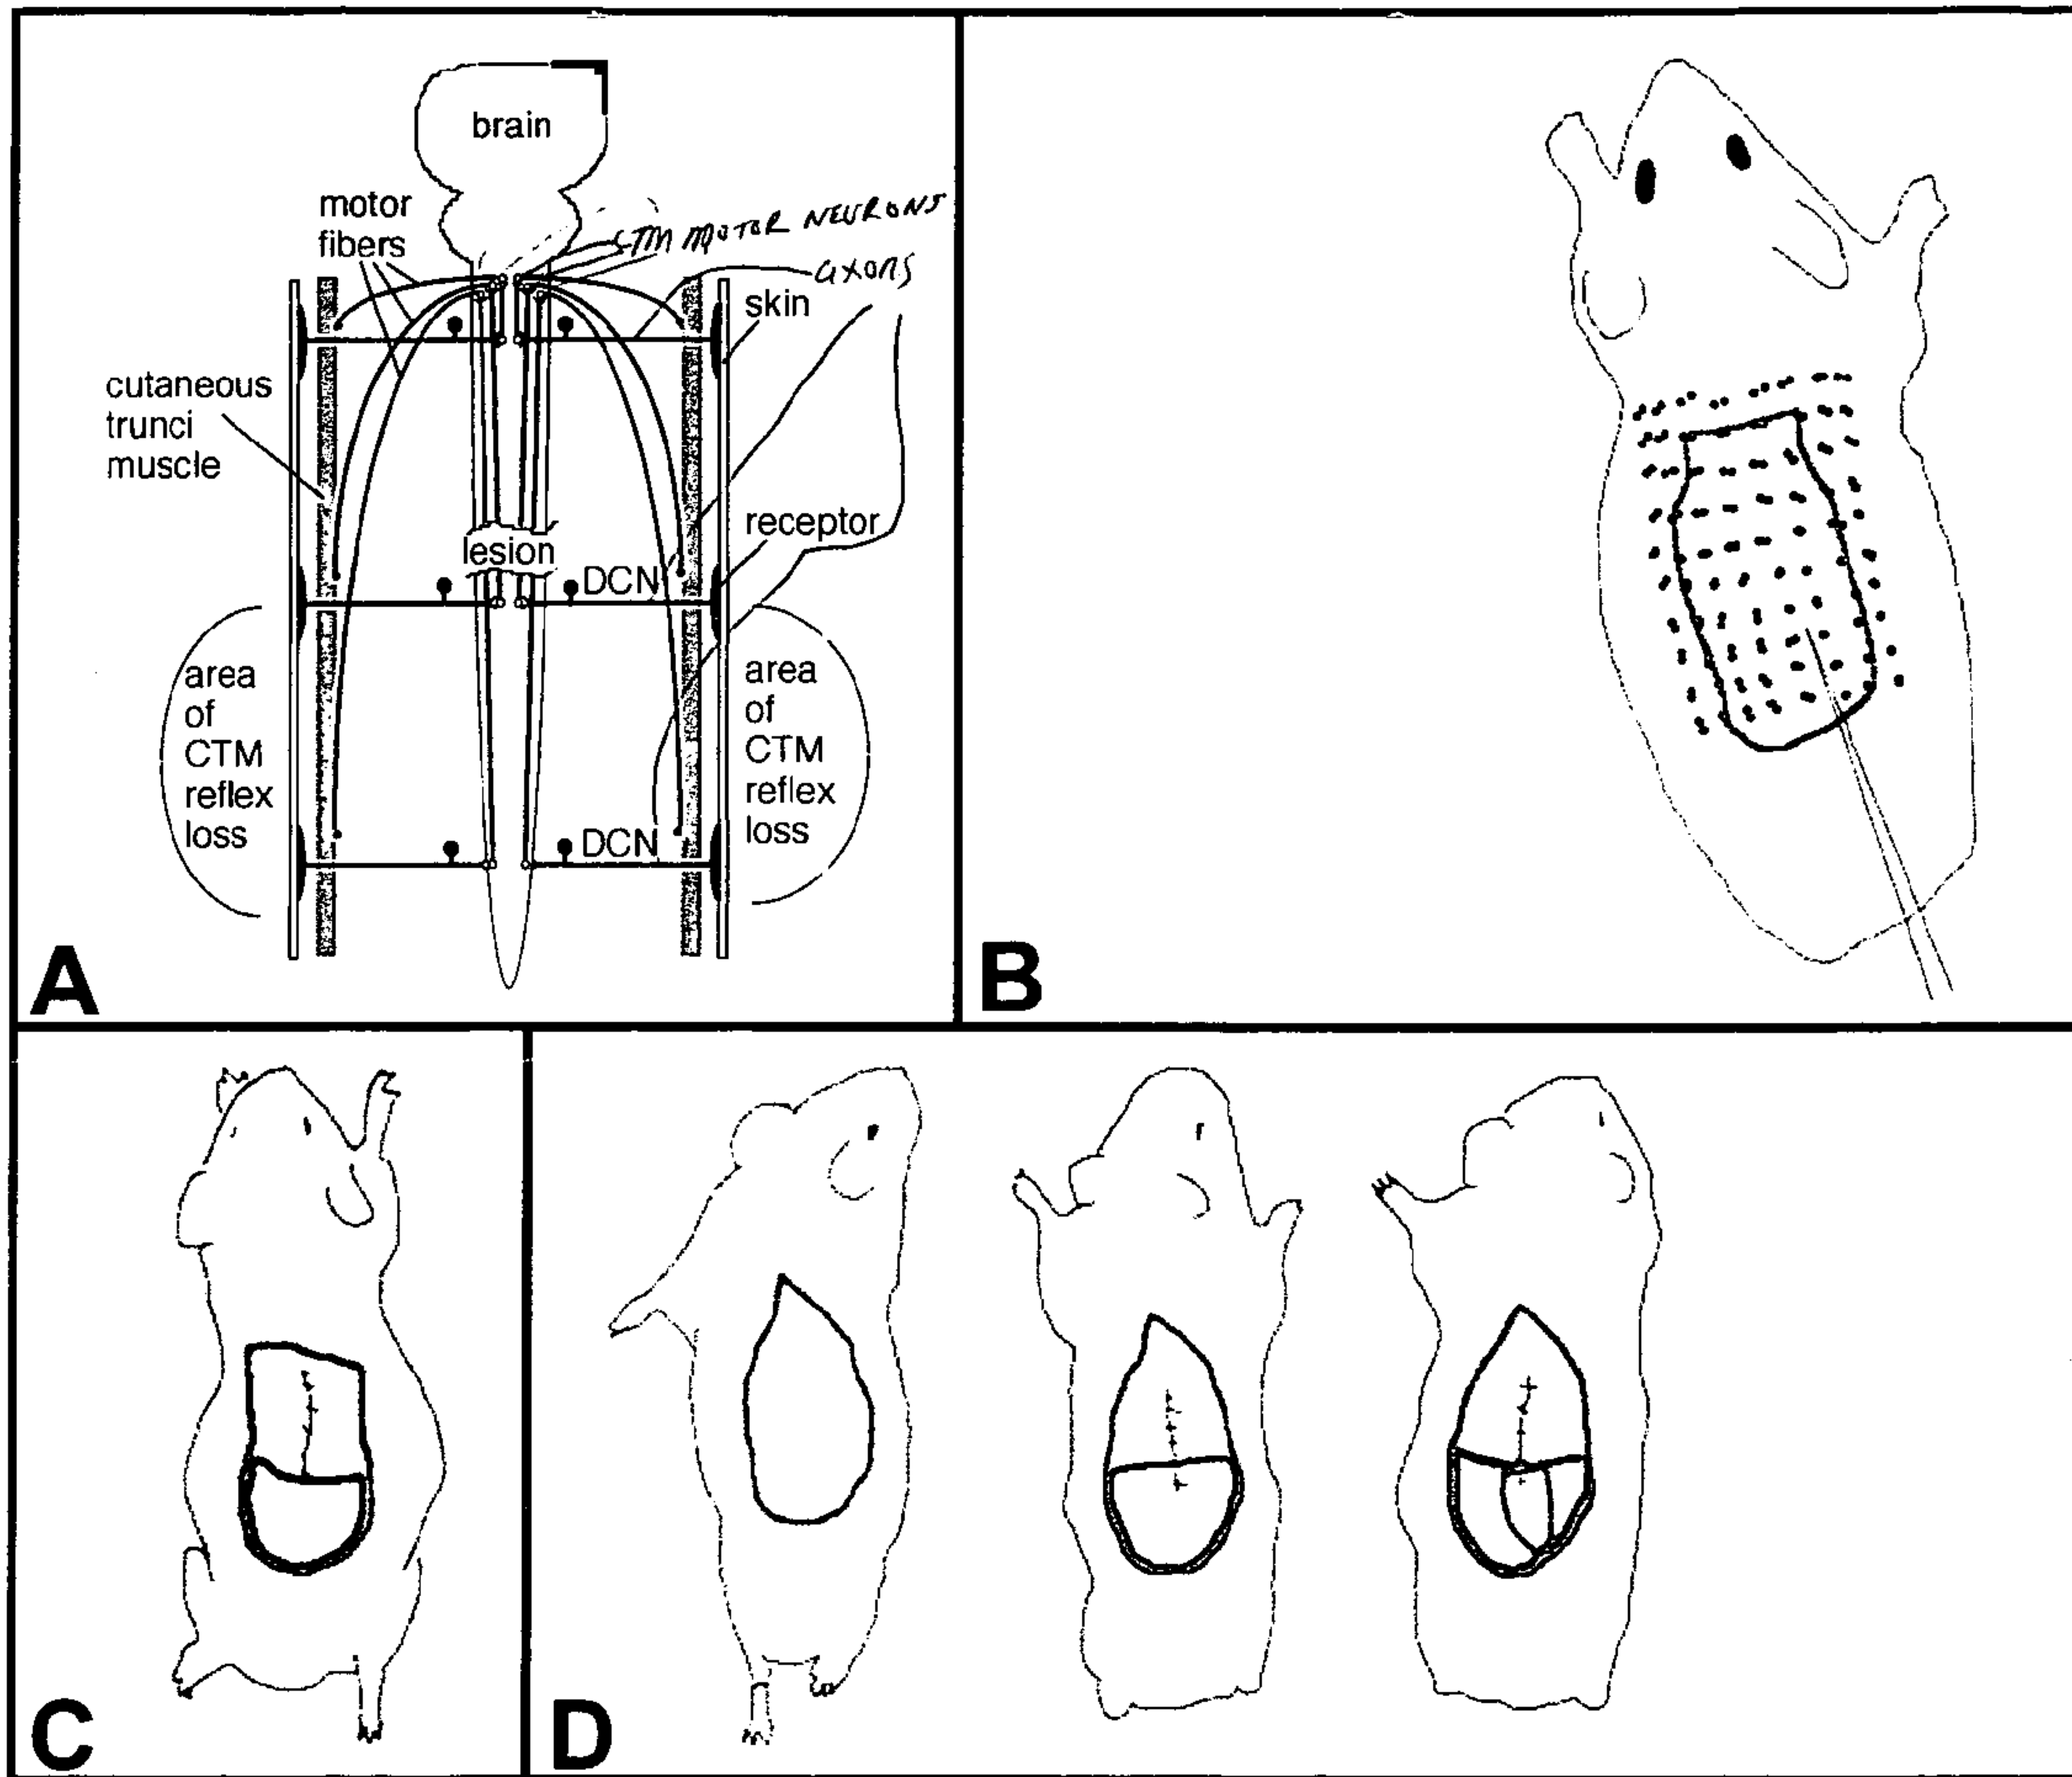 brain
motor
fibers
CTM MOTOR NEURONS
axons
skin
cutaneous
trunci
muscle
receptor
lesion
DCN
area
of
CTM
reflex
loss
area
of
CTM
reflex
loss
DCN
A
B
C
D